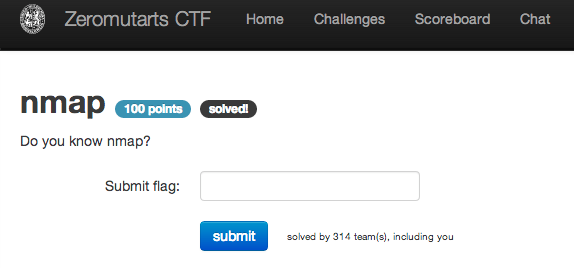 Zeromutarts CTF Home Challenges Scoreboard Chat
nmap 100 points solved!
Do you know nmap?
Submit flag:
submit solved by 314 team(s), including you